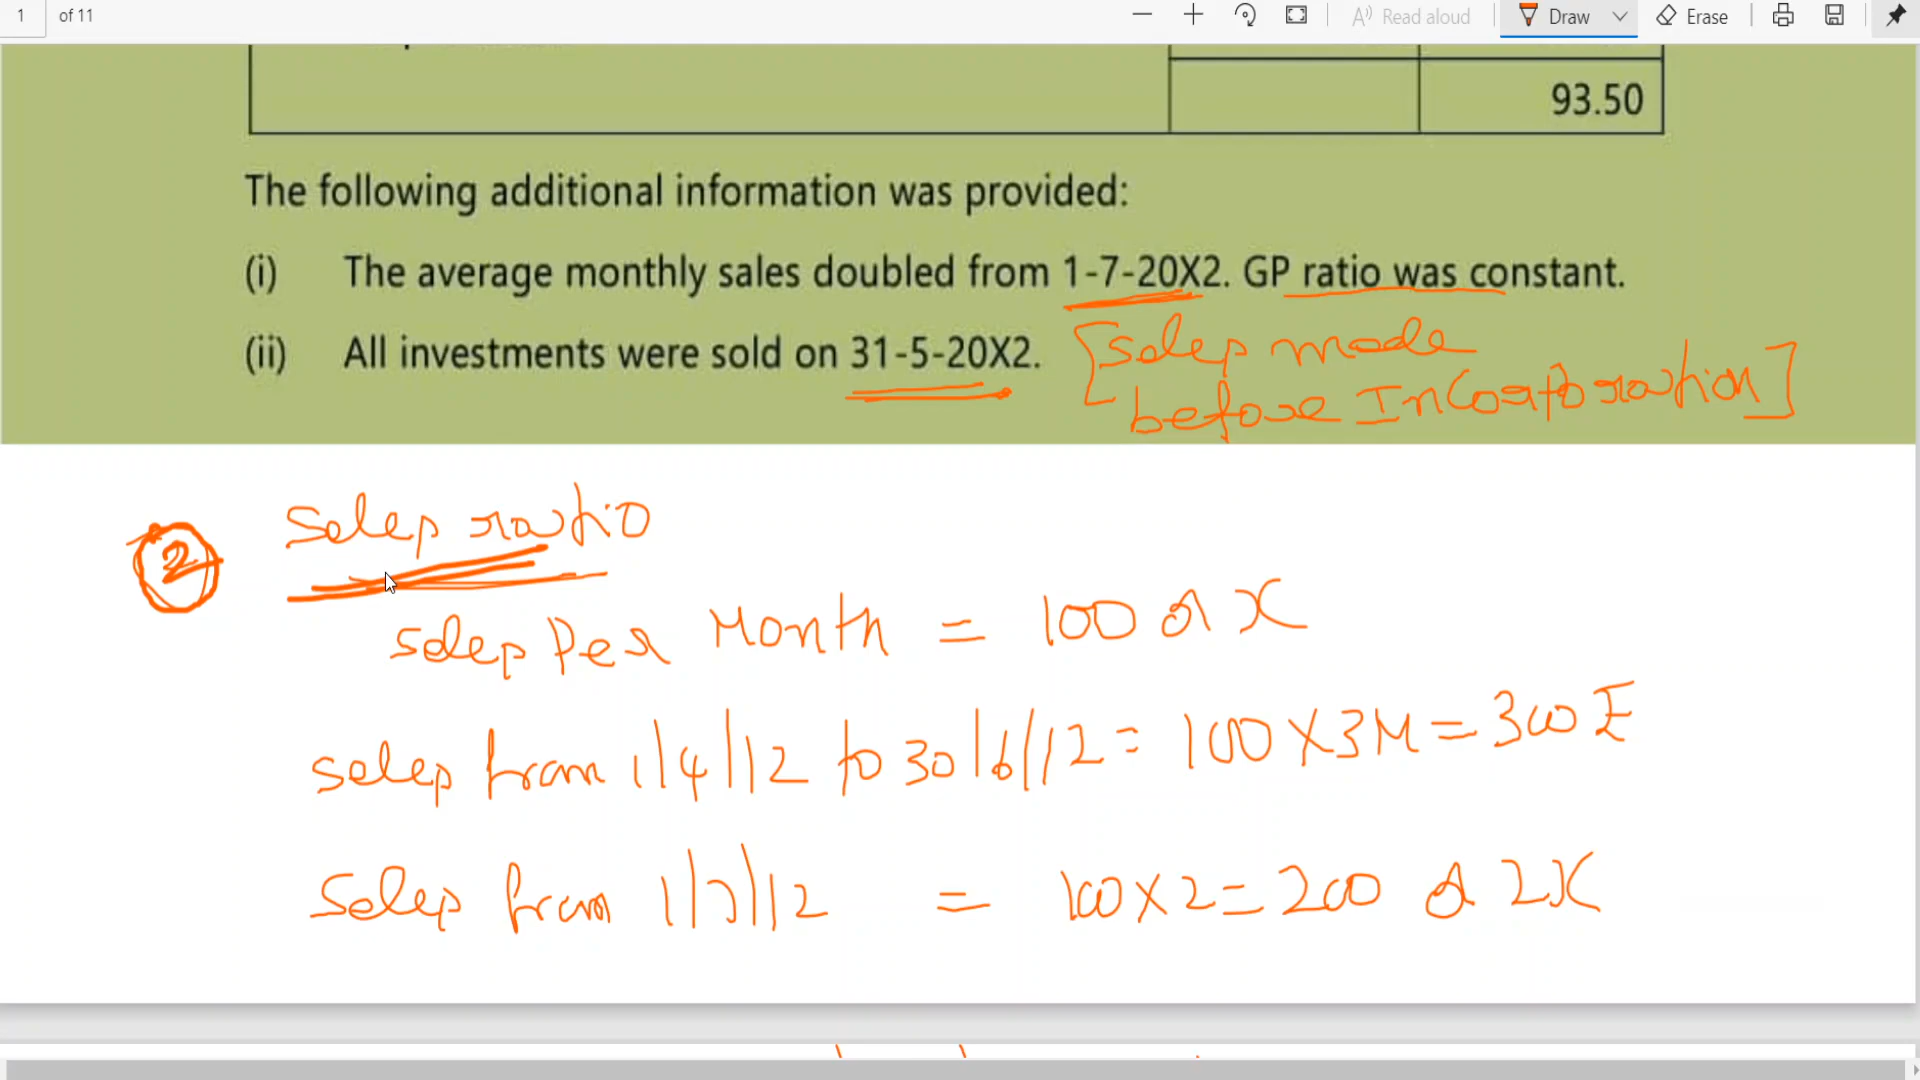 1 of 11 Read aloud Draw Erase
93.50
The following additional information was provided:
(i) The average monthly sales doubled from 1-7-20X2. GP ratio was constant.
(ii) All investments were sold on 31-5-20X2.
[Sales made
before Incorporation]
2 Sales ratio
Sales Per Month = 100 or X
Sales from 1/4/12 to 30/6/12 = 100 X 3M = 300 I
Sales from 1/7/12 = 100 X 2 = 200 or 2X